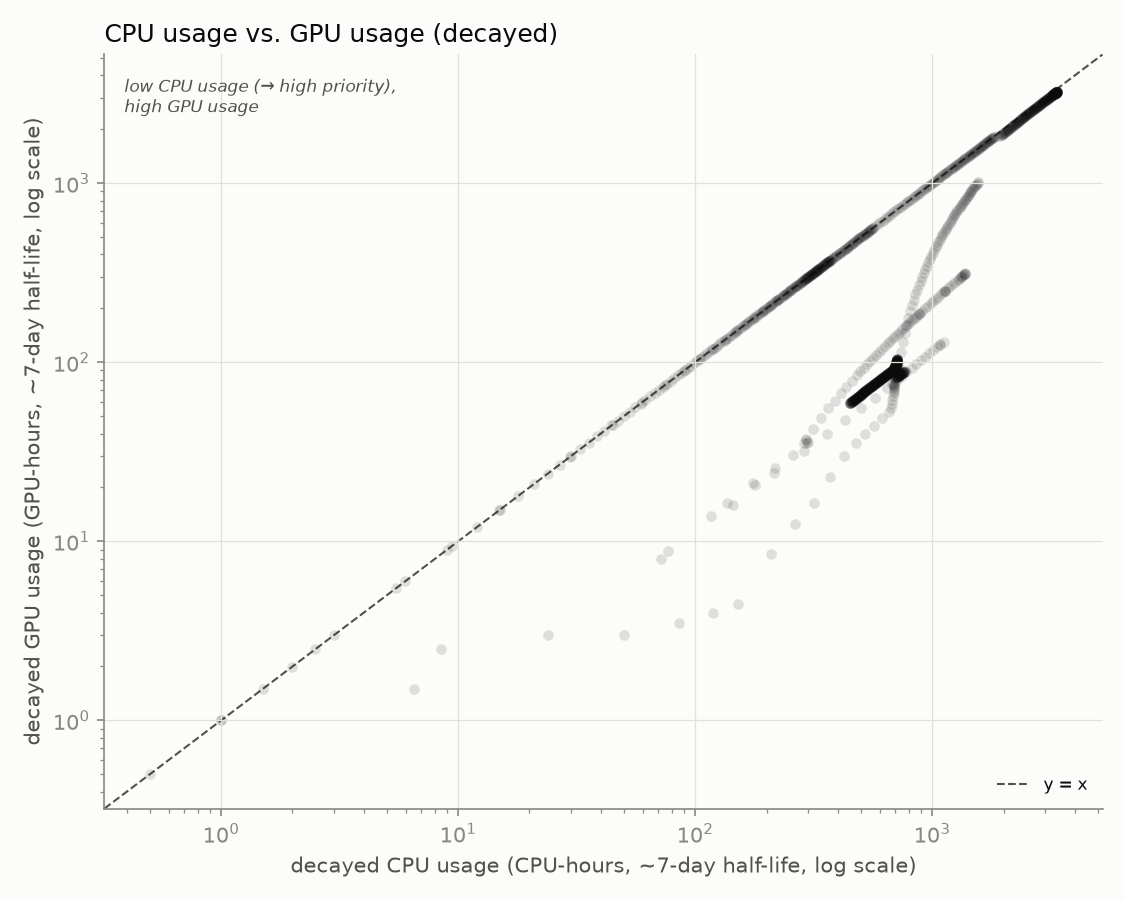 CPU usage vs. GPU usage (decayed)
low CPU usage (→ high priority),
high GPU usage
decayed GPU usage (GPU-hours, ~7-day half-life, log scale)
10³
10²
10¹
10⁰
y = x
10⁰ 10¹ 10² 10³
decayed CPU usage (CPU-hours, ~7-day half-life, log scale)